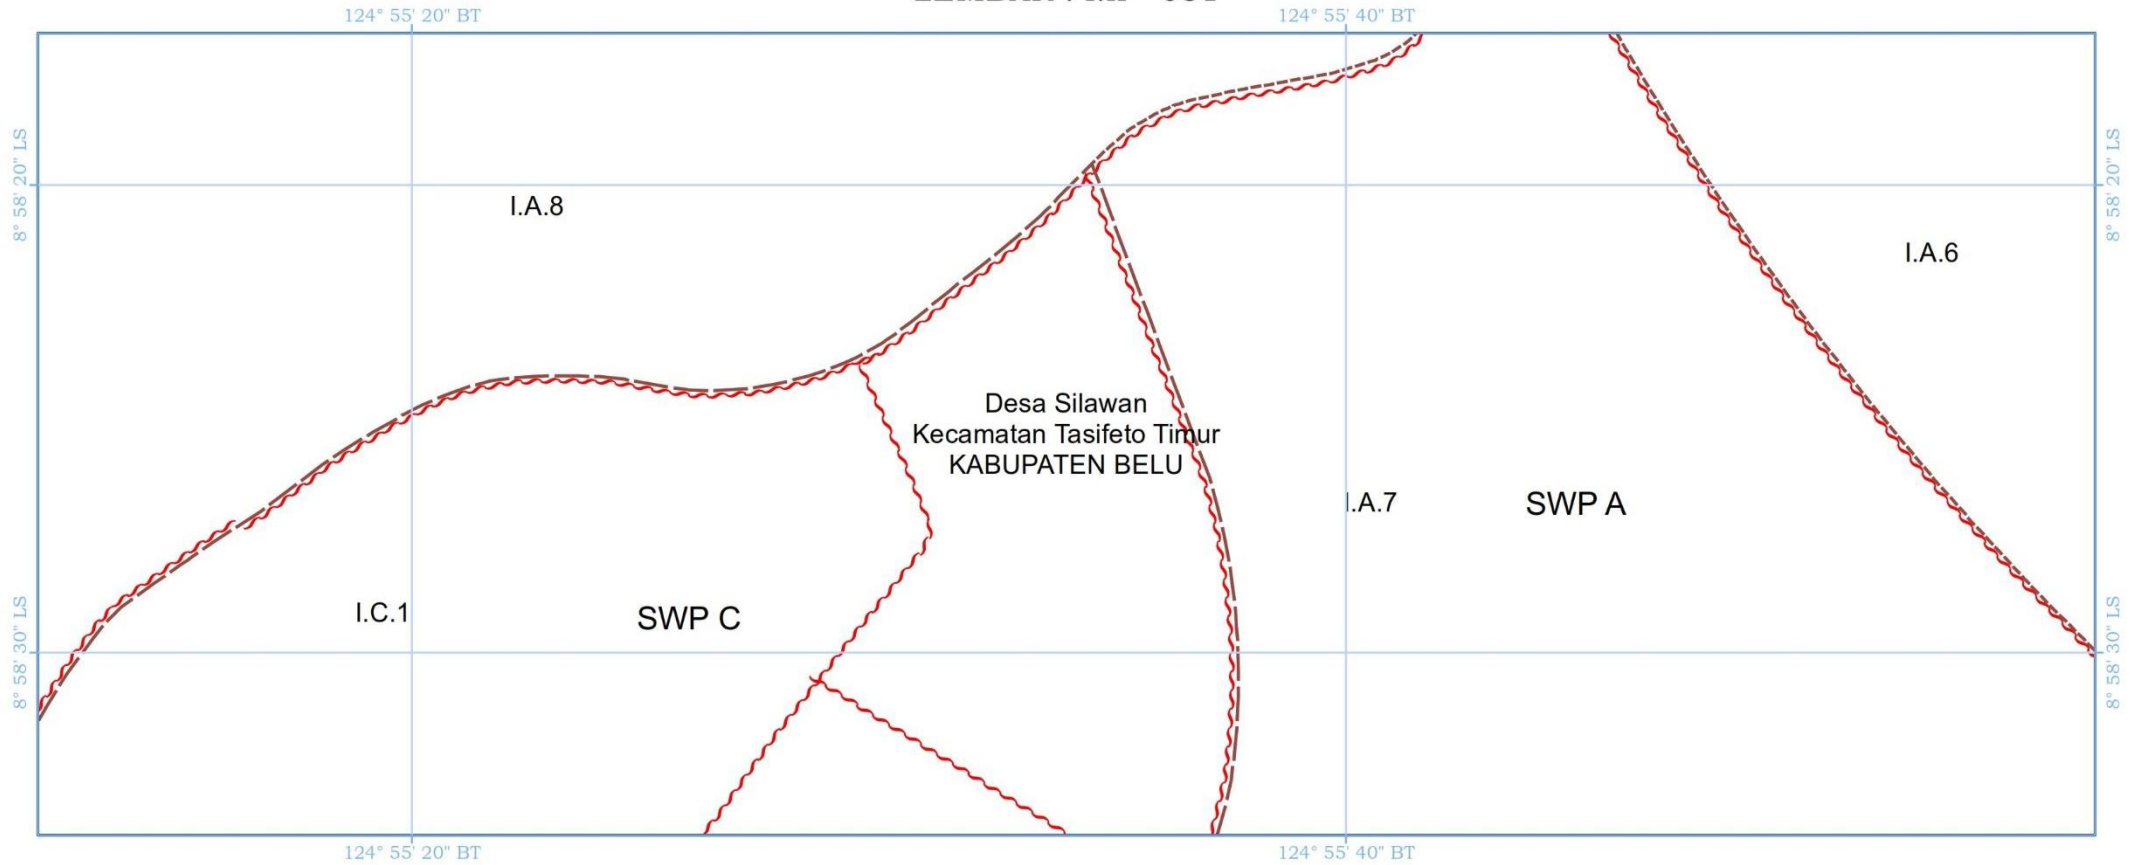 124° 55' 20" BT
124° 55' 40" BT
8° 58' 20" LS
8° 58' 20" LS
I.A.8
I.A.6
Desa Silawan
Kecamatan Tasifeto Timur
KABUPATEN BELU
I.A.7
SWP A
I.C.1
SWP C
8° 58' 30" LS
8° 58' 30" LS
124° 55' 20" BT
124° 55' 40" BT